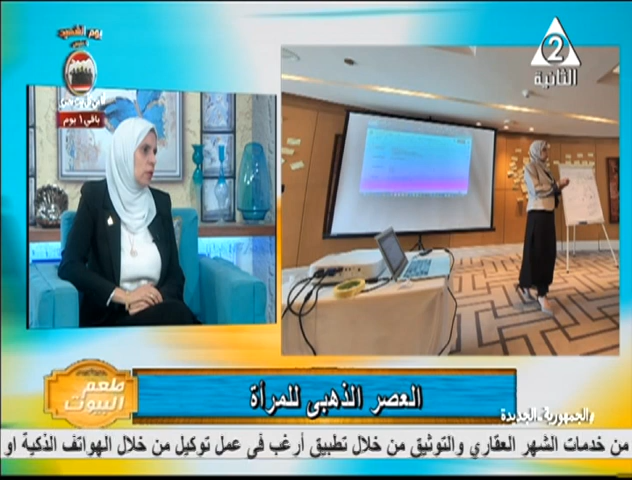 يوم الشهيد
باقي 1 يوم
2
الثانية
طعم
البيوت
العصر الذهبى للمرأة
الجمهورية الجديدة
من خدمات الشهر العقاري والتوثيق من خلال تطبيق أرغب فى عمل توكيل من خلال الهواتف الذكية او